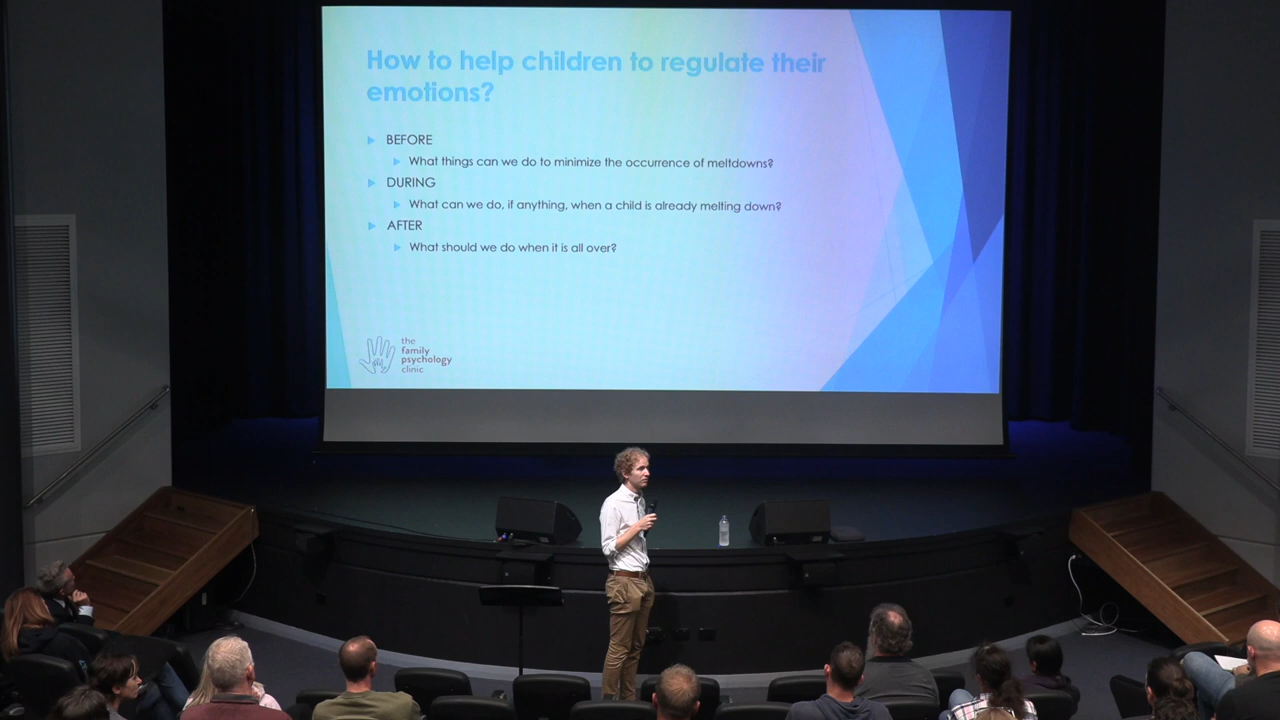 How to help children to regulate their
emotions?
BEFORE
What things can we do to minimize the occurrence of meltdowns?
DURING
What can we do, if anything, when a child is already melting down?
AFTER
What should we do when it is all over?
the
family
psychology
clinic